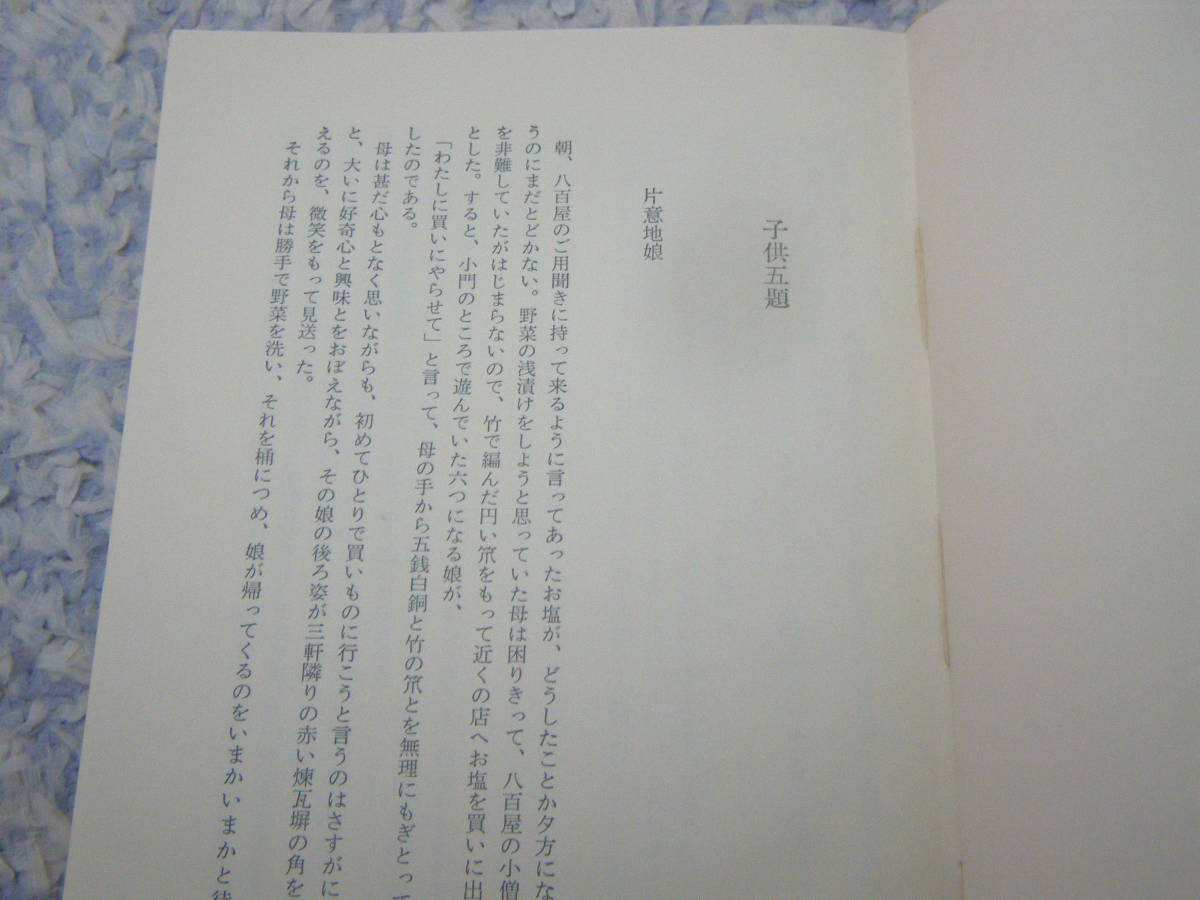 子供五題
片意地娘
朝、八百屋のご用聞きに持って来るように言ってあったお塩が、どうしたことか夕方にな
うのにまだとどかない。野菜の浅漬けをしようと思っていた母は困りきって、八百屋の小僧
を非難していたがはじまらないので、竹で編んだ円い笊をもって近くの店へお塩を買いに出
とした。すると、小門のところで遊んでいた六つになる娘が、
「わたしに買いにやらせて」と言って、母の手から五銭白銅と竹の笊とを無理にもぎとって
したのである。
母は甚だ心もとなく思いながらも、初めてひとりで買いものに行こうと言うのはさすがに
と、大いに好奇心と興味とをおぼえながら、その娘の後ろ姿が三軒隣りの赤い煉瓦塀の角を
えるのを、微笑をもって見送った。
それから母は勝手で野菜を洗い、それを桶につめ、娘が帰ってくるのをいまかいまかと待